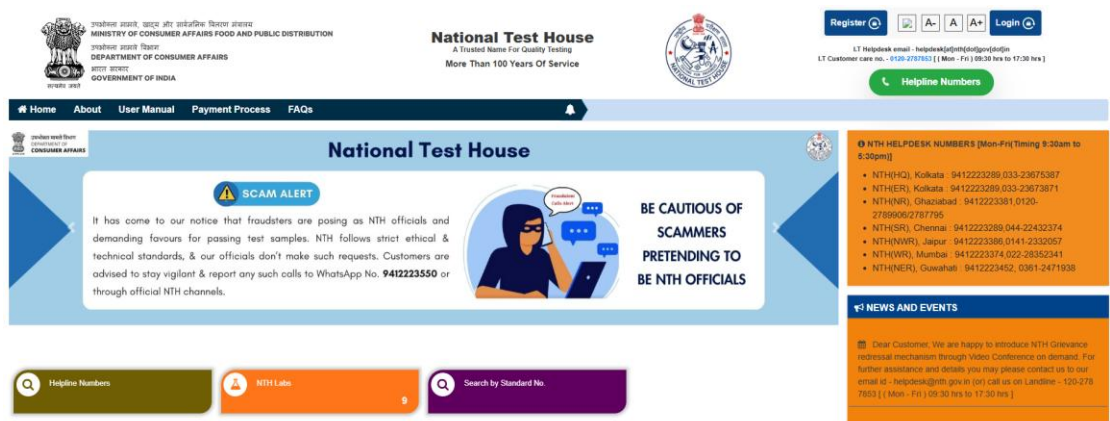 उपभोक्ता मामले, खाद्य और सार्वजनिक वितरण मंत्रालय
MINISTRY OF CONSUMER AFFAIRS FOOD AND PUBLIC DISTRIBUTION
उपभोक्ता मामले विभाग
DEPARTMENT OF CONSUMER AFFAIRS
भारत सरकार
GOVERNMENT OF INDIA
सत्यमेव जयते
National Test House
A Trusted Name For Quality Testing
More Than 100 Years Of Service
NATIONAL TEST HOUSE
Register
A- A A+
Login
LT Helpdesk email - helpdesk[at]nth[dot]gov[dot]in
LT Customer care no. - 0120-2787853 [ ( Mon - Fri ) 09:30 hrs to 17:30 hrs ]
Helpline Numbers
Home About User Manual Payment Process FAQs
उपभोक्ता मामले विभाग
DEPARTMENT OF
CONSUMER AFFAIRS
National Test House
SCAM ALERT
It has come to our notice that fraudsters are posing as NTH officials and
demanding favours for passing test samples. NTH follows strict ethical &
technical standards, & our officials don't make such requests. Customers are
advised to stay vigilant & report any such calls to WhatsApp No. 9412223550 or
through official NTH channels.
Fraudulent
Calls Alert
BE CAUTIOUS OF
SCAMMERS
PRETENDING TO
BE NTH OFFICIALS
NTH HELPDESK NUMBERS [Mon-Fri(Timing 9:30am to
5:30pm)]
NTH(HQ), Kolkata : 9412223289,033-23675387
NTH(ER), Kolkata : 9412223289,033-23673871
NTH(NR), Ghaziabad : 9412223381,0120-
2789906/2787795
NTH(SR), Chennai : 9412223289,044-22432374
NTH(NWR), Jaipur : 9412223386,0141-2332057
NTH(WR), Mumbai : 9412223374,022-28352341
NTH(NER), Guwahati : 9412223452, 0361-2471938
NEWS AND EVENTS
Dear Customer, We are happy to introduce NTH Grievance
redressal mechanism through Video Conference on demand. For
further assistance and details you may please contact us to our
email id - helpdesk@nth.gov.in (or) call us on Landline - 120-278
7853 [ ( Mon - Fri ) 09:30 hrs to 17:30 hrs ]
Helpline Numbers
NTH Labs
9
Search by Standard No.